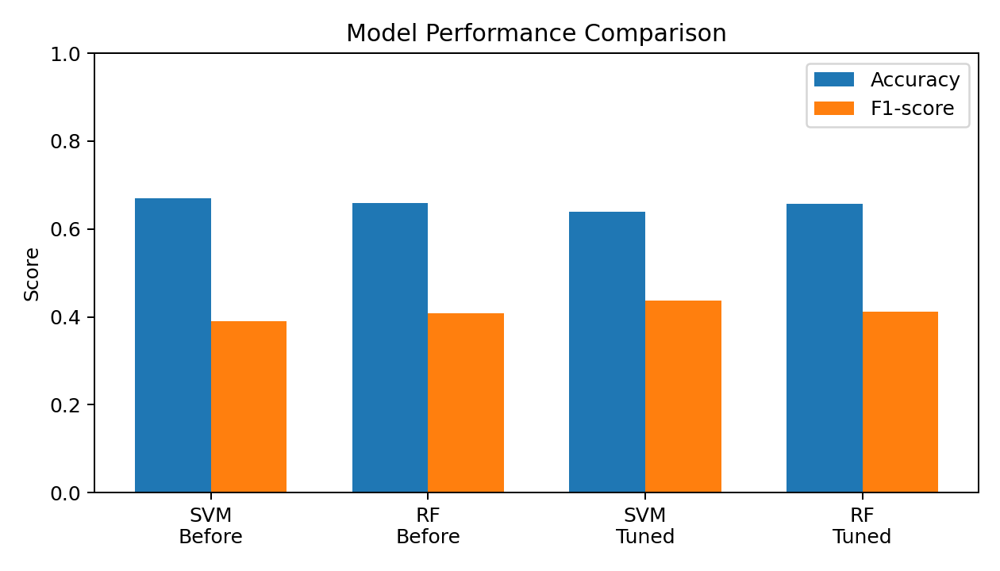 Model Performance Comparison
1.0
0.8
0.6
0.4
0.2
0.0
Score
Accuracy
F1-score
SVM
Before
RF
Before
SVM
Tuned
RF
Tuned